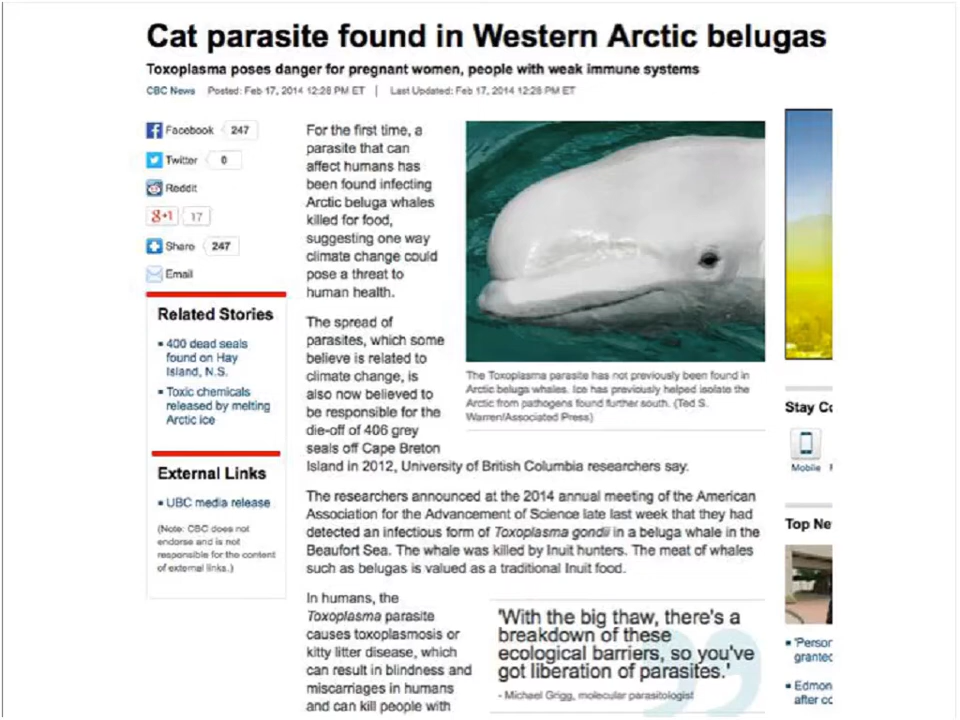 Cat parasite found in Western Arctic belugas
Toxoplasma poses danger for pregnant women, people with weak immune systems
CBC News Posted: Feb 17, 2014 12:28 PM ET | Last Updated: Feb 17, 2014 12:28 PM ET
Facebook 247
Twitter 0
Reddit
g+1 17
Share 247
Email
Related Stories
▪ 400 dead seals
found on Hay
Island, N.S.
▪ Toxic chemicals
released by melting
Arctic ice
External Links
▪ UBC media release
(Note: CBC does not
endorse and is not
responsible for the content
of external links.)
For the first time, a
parasite that can
affect humans has
been found infecting
Arctic beluga whales
killed for food,
suggesting one way
climate change could
pose a threat to
human health.
The spread of
parasites, which some
believe is related to
climate change, is
also now believed to
be responsible for the
die-off of 406 grey
seals off Cape Breton
Island in 2012, University of British Columbia researchers say.
The Toxoplasma parasite has not previously been found in
Arctic beluga whales. Ice has previously helped isolate the
Arctic from pathogens found further south. (Ted S.
Warren/Associated Press)
The researchers announced at the 2014 annual meeting of the American
Association for the Advancement of Science late last week that they had
detected an infectious form of Toxoplasma gondii in a beluga whale in the
Beaufort Sea. The whale was killed by Inuit hunters. The meat of whales
such as belugas is valued as a traditional Inuit food.
In humans, the
Toxoplasma parasite
causes toxoplasmosis or
kitty litter disease, which
can result in blindness and
miscarriages in humans
and can kill people with
'With the big thaw, there's a
breakdown of these
ecological barriers, so you've
got liberation of parasites.'
- Michael Grigg, molecular parasitologist
Stay Co
Mobile
Top Ne
▪ 'Person
granted
▪ Edmon
after co